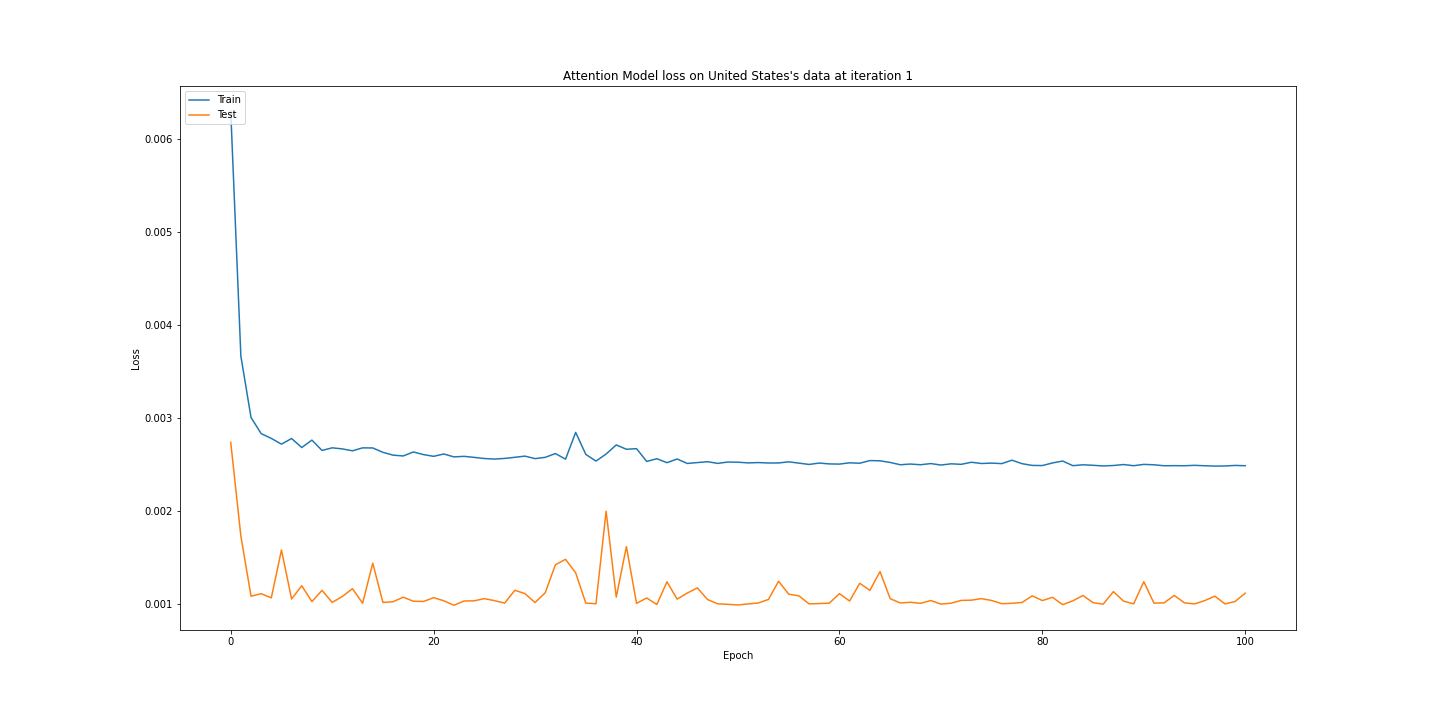 Attention Model loss on United States's data at iteration 1
Train
Test
0.006
0.005
0.004
0.003
0.002
0.001
Loss
0 20 40 60 80 100
Epoch